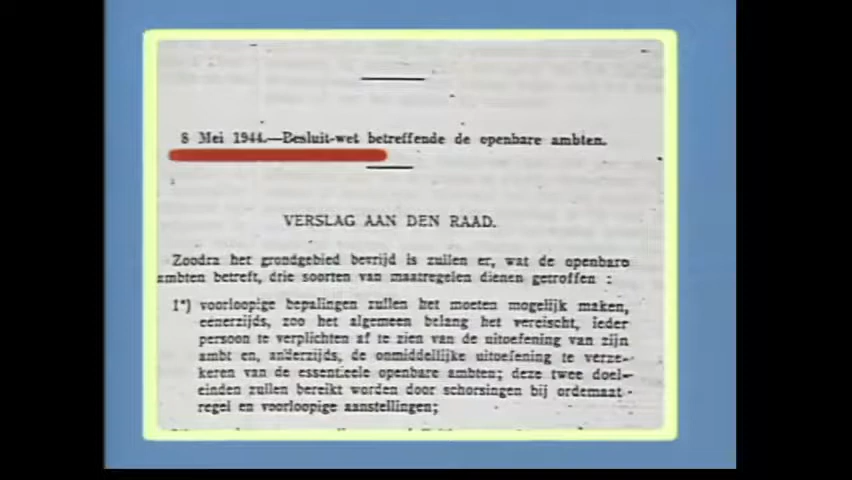 8 Mei 1944.—Besluit-wet betreffende de openbare ambten.
VERSLAG AAN DEN RAAD.
Zoodra het grondgebied bevrijd is zullen er, wat de openbare
ambten betreft, drie soorten van maatregelen dienen getroffen :
1°) voorloopige bepalingen zullen het moeten mogelijk maken,
eenerzijds, zoo het algemeen belang het vereischt, ieder
persoon te verplichten af te zien van de uitoefening van zijn
ambt en, anderzijds, de onmiddellijke uitoefening te verze-
keren van de essentieele openbare ambten; deze twee doel-
einden zullen bereikt worden door schorsingen bij ordemaat-
regel en voorloopige aanstellingen;